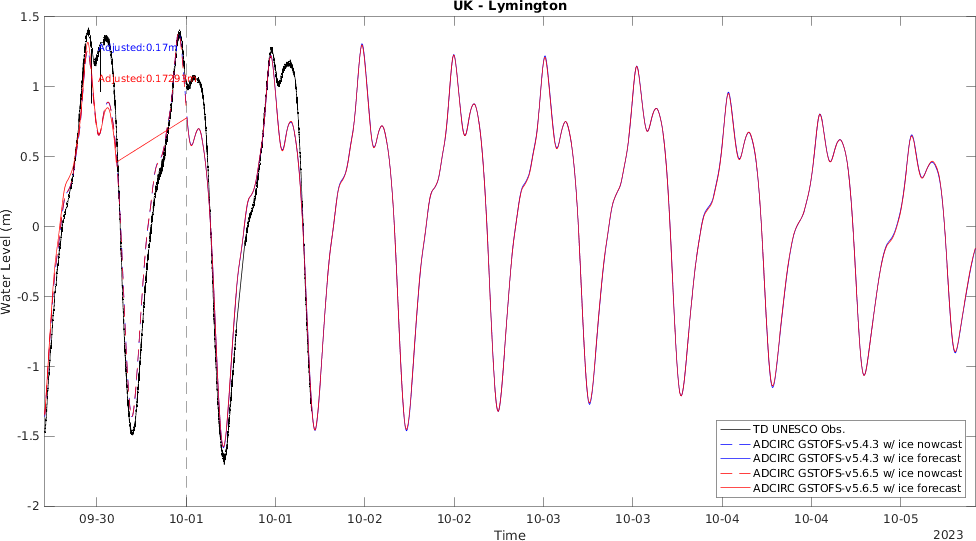 UK - Lymington
Adjusted:0.17m
Adjusted:0.1729
Water Level (m)
1.5
1
0.5
0
-0.5
-1
-1.5
-2
TD UNESCO Obs.
ADCIRC GSTOFS-v5.4.3 w/ ice nowcast
ADCIRC GSTOFS-v5.4.3 w/ ice forecast
ADCIRC GSTOFS-v5.6.5 w/ ice nowcast
ADCIRC GSTOFS-v5.6.5 w/ ice forecast
09-30 10-01 10-01 10-02 10-02 10-03 10-03 10-04 10-04 10-05
Time
2023